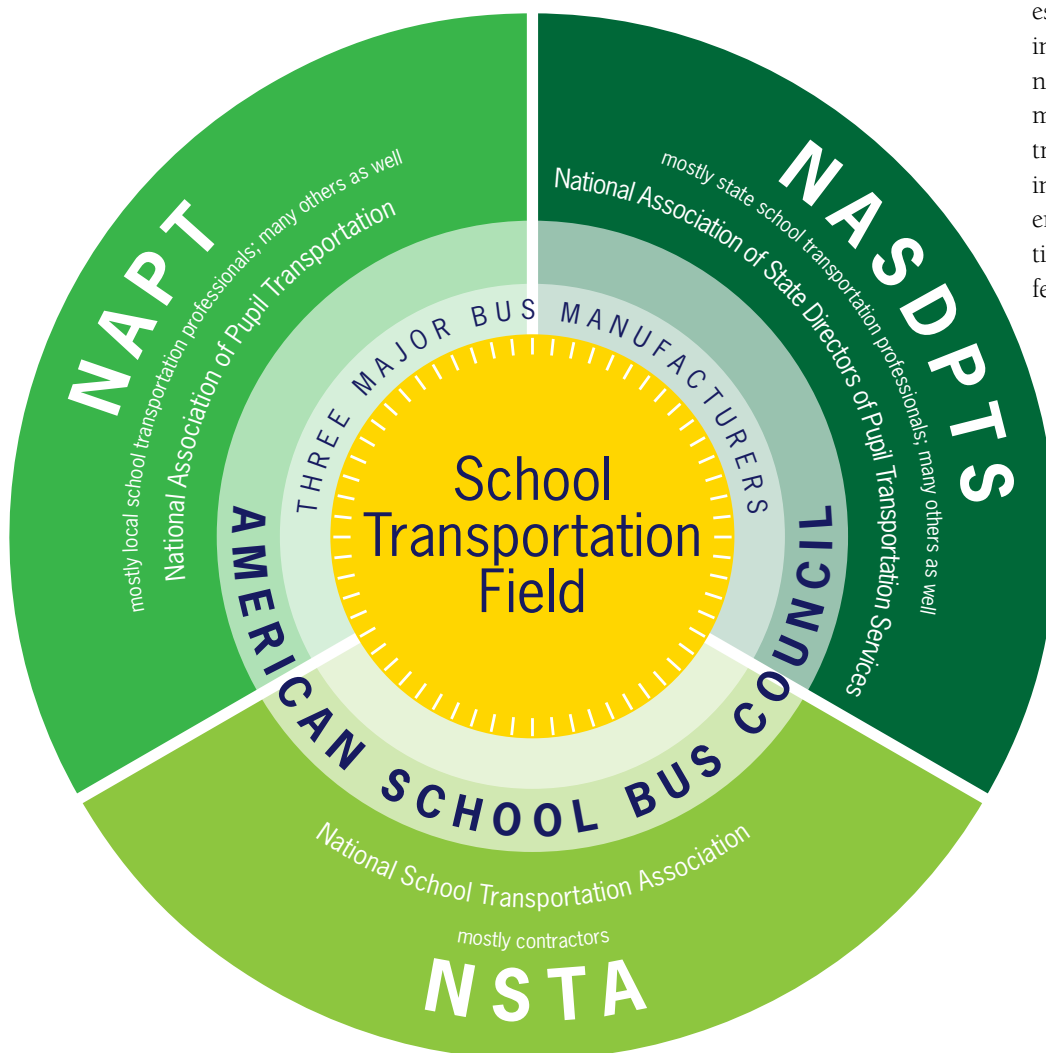 NAPT
mostly local school transportation professionals; many others as well
National Association of Pupil Transportation
NASDPTS
mostly state school transportation professionals; many others as well
National Association of State Directors of Pupil Transportation Services
THREE MAJOR BUS MANUFACTURERS
School
Transportation
Field
AMERICAN SCHOOL BUS COUNCIL
National School Transportation Association
mostly contractors
NSTA